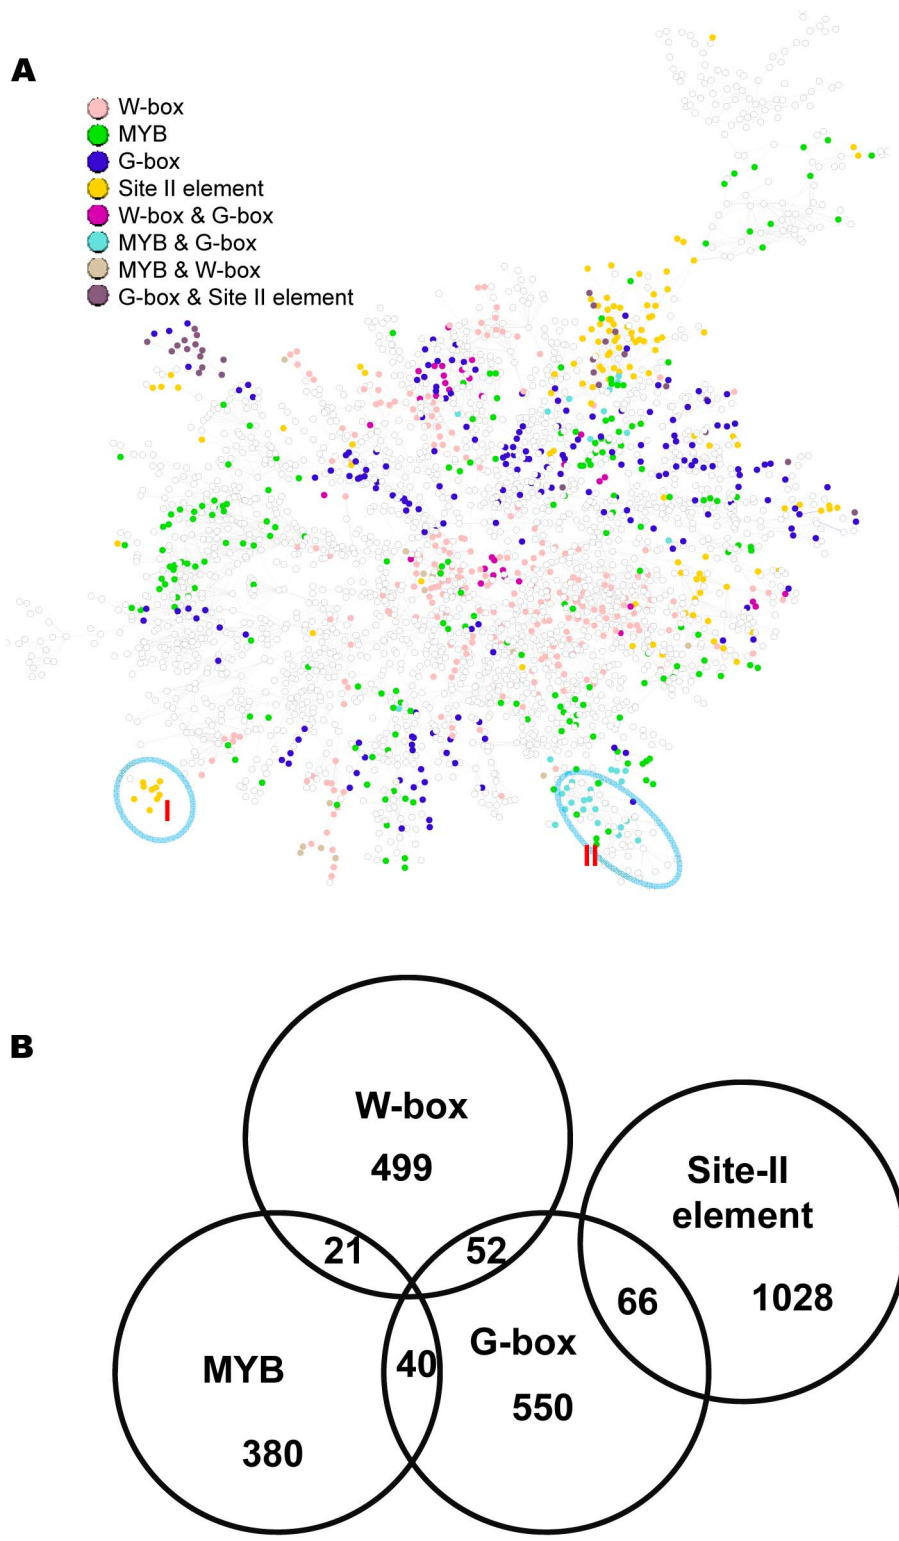 A
W-box
MYB
G-box
Site II element
W-box & G-box
MYB & G-box
MYB & W-box
G-box & Site II element
I
II
B
W-box
499
Site-II
element
1028
21
52
66
MYB
380
40
G-box
550